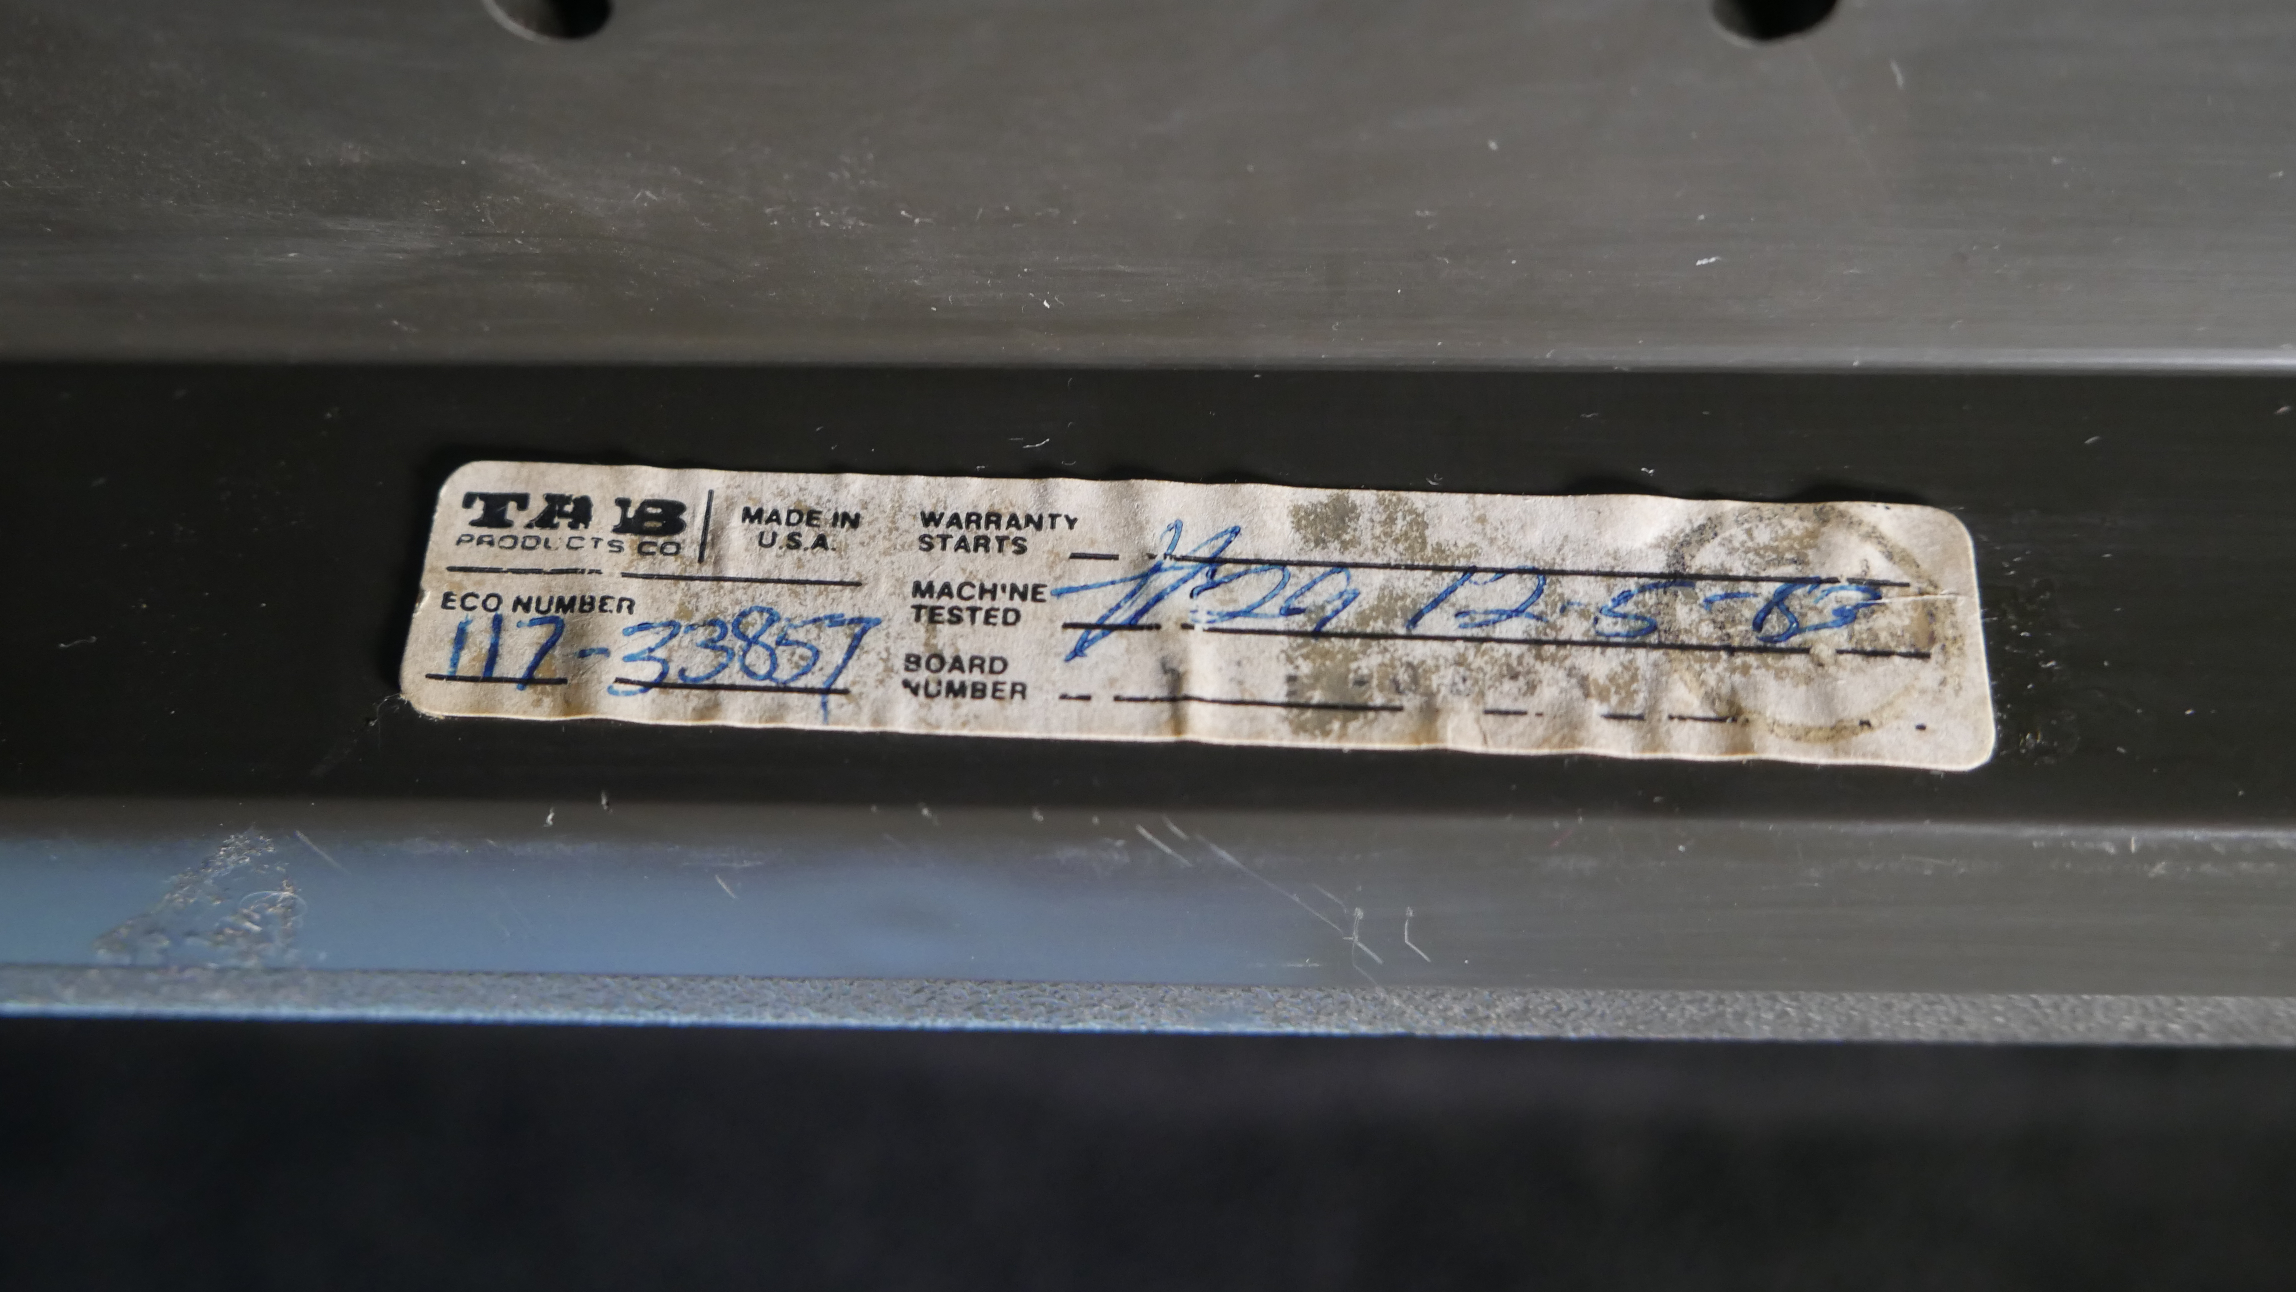 TAB
PRODUCTS CO
MADE IN
U.S.A.
ECO NUMBER
117-33857
WARRANTY
STARTS
MACHINE
TESTED
12-5-83
BOARD
NUMBER